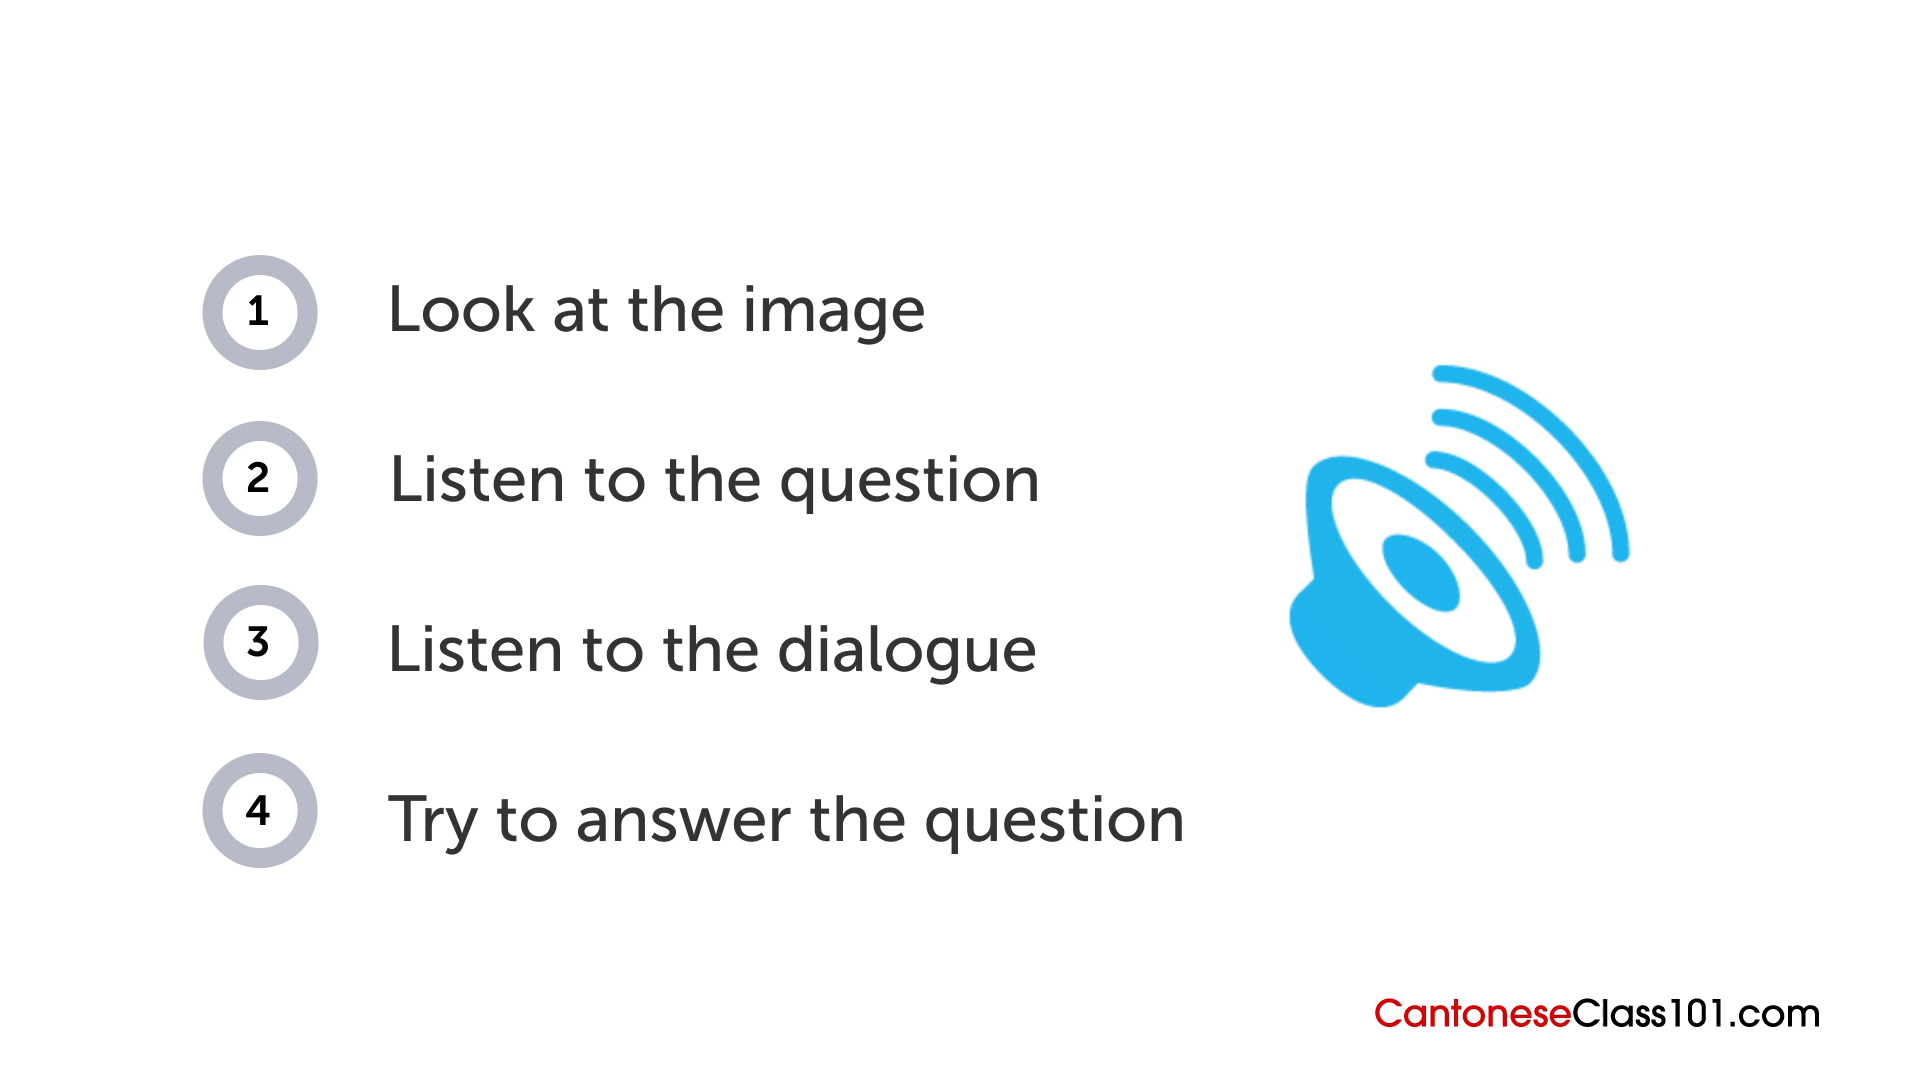 1 Look at the image
2 Listen to the question
3 Listen to the dialogue
4 Try to answer the question
CantoneseClass101.com